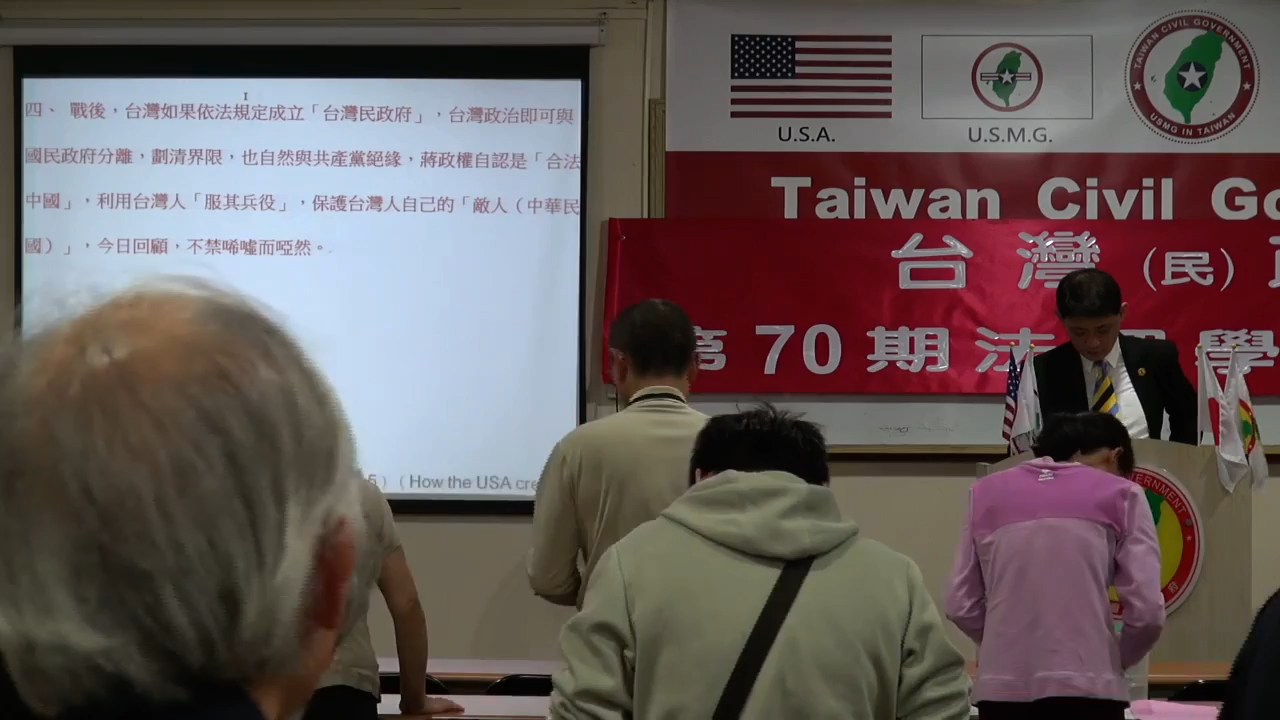 四、 戰後，台灣如果依法規定成立「台灣民政府」，台灣政治即可與
國民政府分離，劃清界限，也自然與共產黨絕緣，蔣政權自認是「合法
中國」，利用台灣人「服其兵役」，保護台灣人自己的「敵人（中華民
國）」，今日回顧，不禁唏噓而啞然。
5）（How the USA cre
U.S.A.
U.S.M.G.
TAIWAN CIVIL GOVERNMENT
USMG IN TAIWAN
Taiwan Civil Go
台灣（民）
第70期法 學
ERNMENT